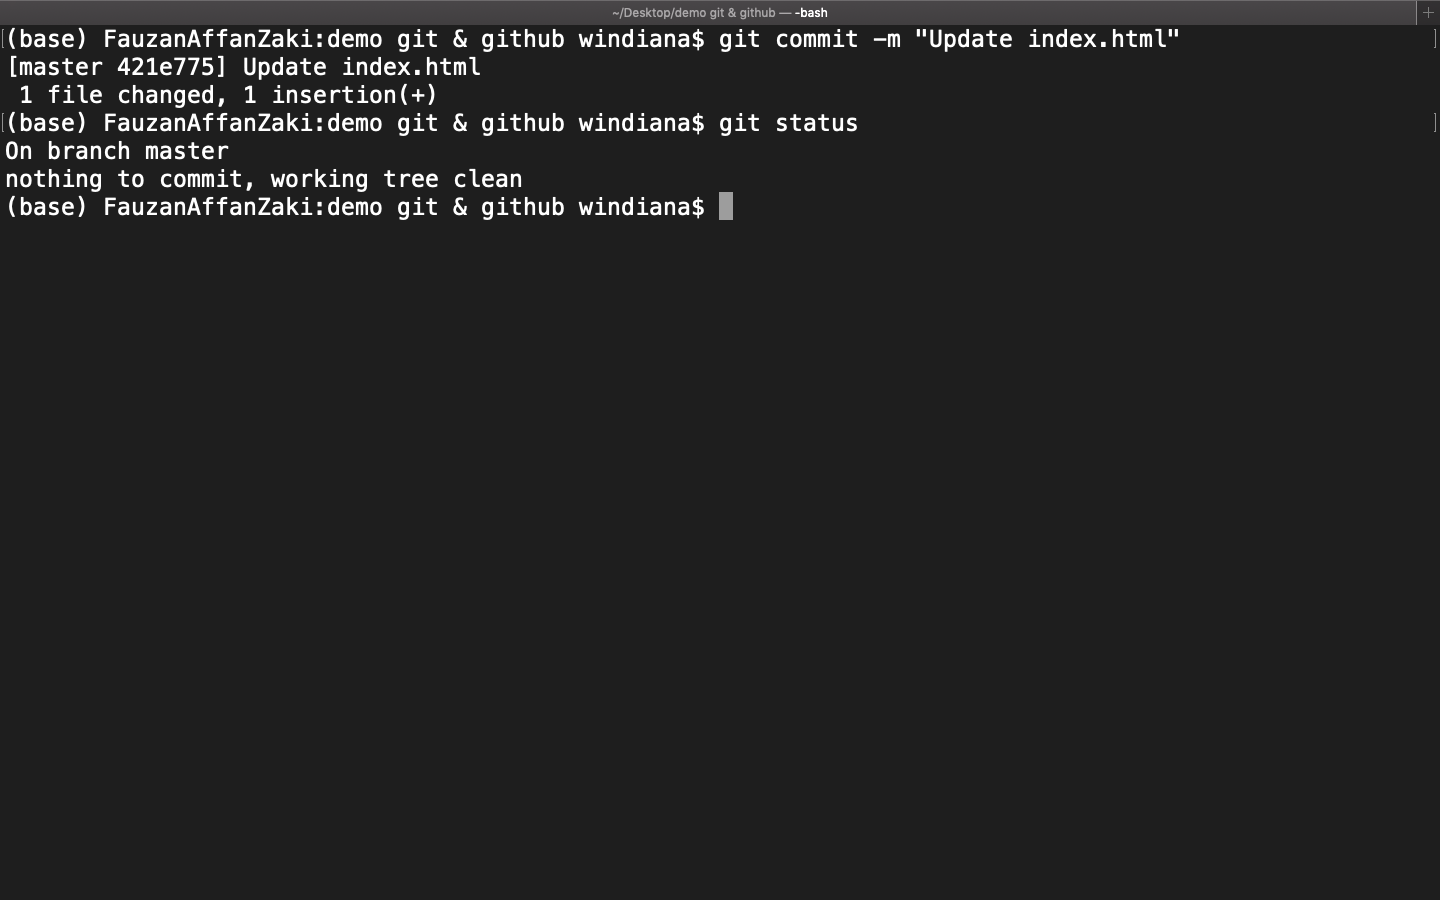 ~/Desktop/demo git & github — -bash
(base) FauzanAffanZaki:demo git & github windiana$ git commit -m "Update index.html"
[master 421e775] Update index.html
 1 file changed, 1 insertion(+)
(base) FauzanAffanZaki:demo git & github windiana$ git status
On branch master
nothing to commit, working tree clean
(base) FauzanAffanZaki:demo git & github windiana$